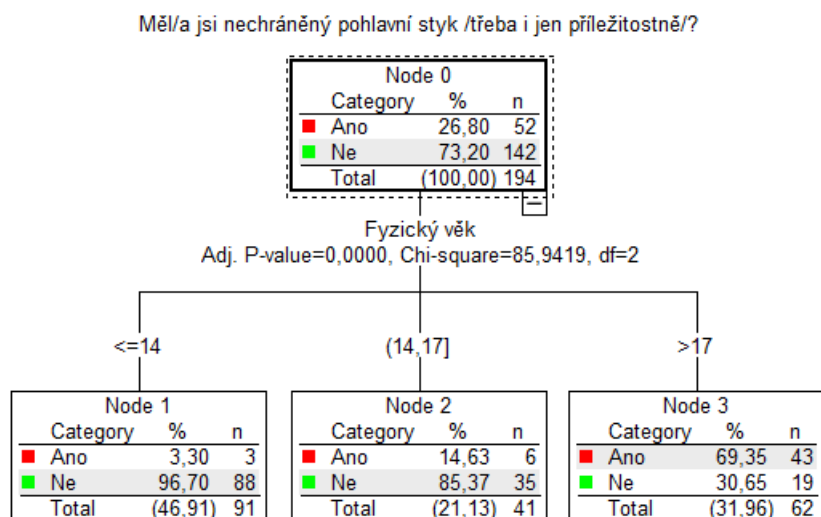 Měl/a jsi nechráněný pohlavní styk /třeba i jen příležitostně/?
Node 0
Category % n
Ano 26,80 52
Ne 73,20 142
Total (100,00) 194
Fyzický věk
Adj. P-value=0,0000, Chi-square=85,9419, df=2
<=14 (14,17] >17
Node 1
Category % n
Ano 3,30 3
Ne 96,70 88
Total (46,91) 91
Node 2
Category % n
Ano 14,63 6
Ne 85,37 35
Total (21,13) 41
Node 3
Category % n
Ano 69,35 43
Ne 30,65 19
Total (31,96) 62